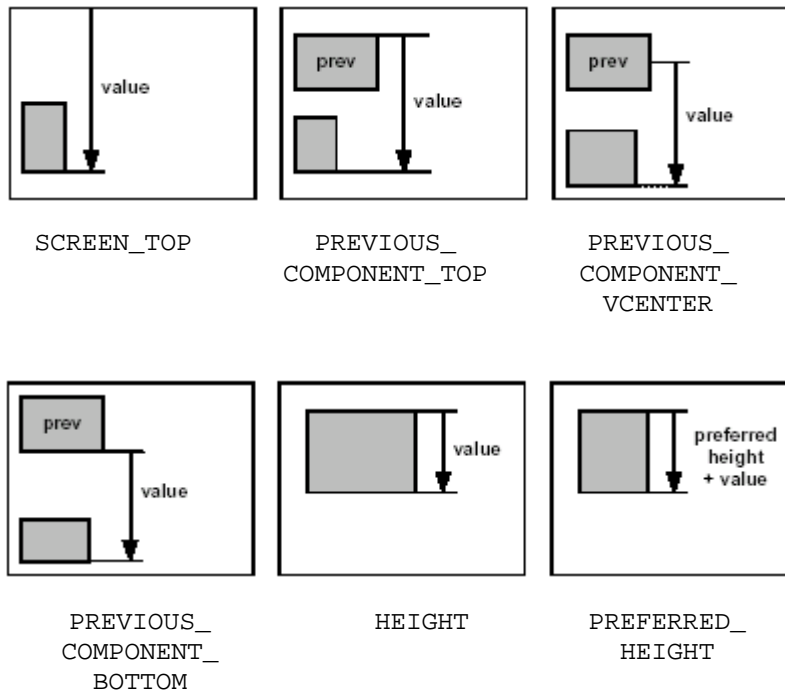 value
SCREEN_TOP
prev
value
PREVIOUS_
COMPONENT_TOP
prev
value
PREVIOUS_
COMPONENT_
VCENTER
prev
value
PREVIOUS_
COMPONENT_
BOTTOM
value
HEIGHT
preferred
height
+ value
PREFERRED_
HEIGHT